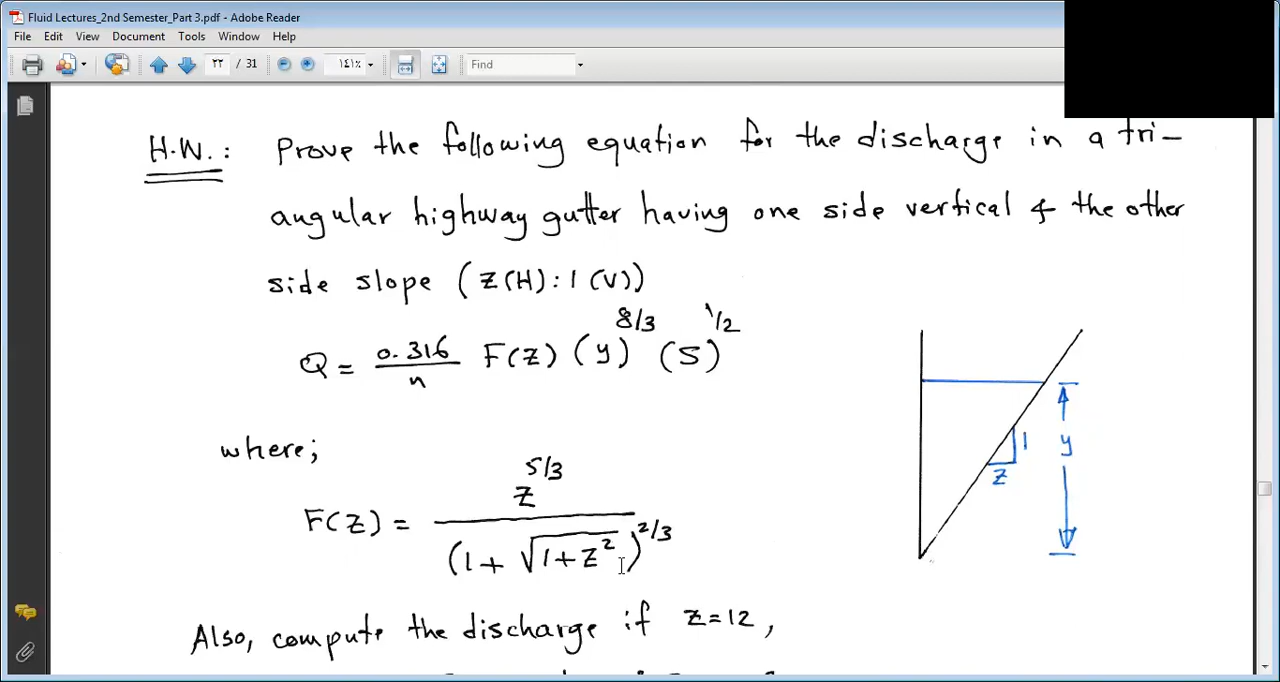 Fluid Lectures_2nd Semester_Part 3.pdf - Adobe Reader
File Edit View Document Tools Window Help
٢٢ / 31 ١٤١% Find
H.W.: Prove the following equation for the discharge in a tri-
angular highway gutter having one side vertical & the other
side slope (Z(H):1(V))
Q = 0.316/n F(Z) (y)^8/3 (S)^1/2
where;
F(Z) = Z^5/3 / (1+√1+Z^2)^2/3
1
Z
y
Also, compute the discharge if Z=12,